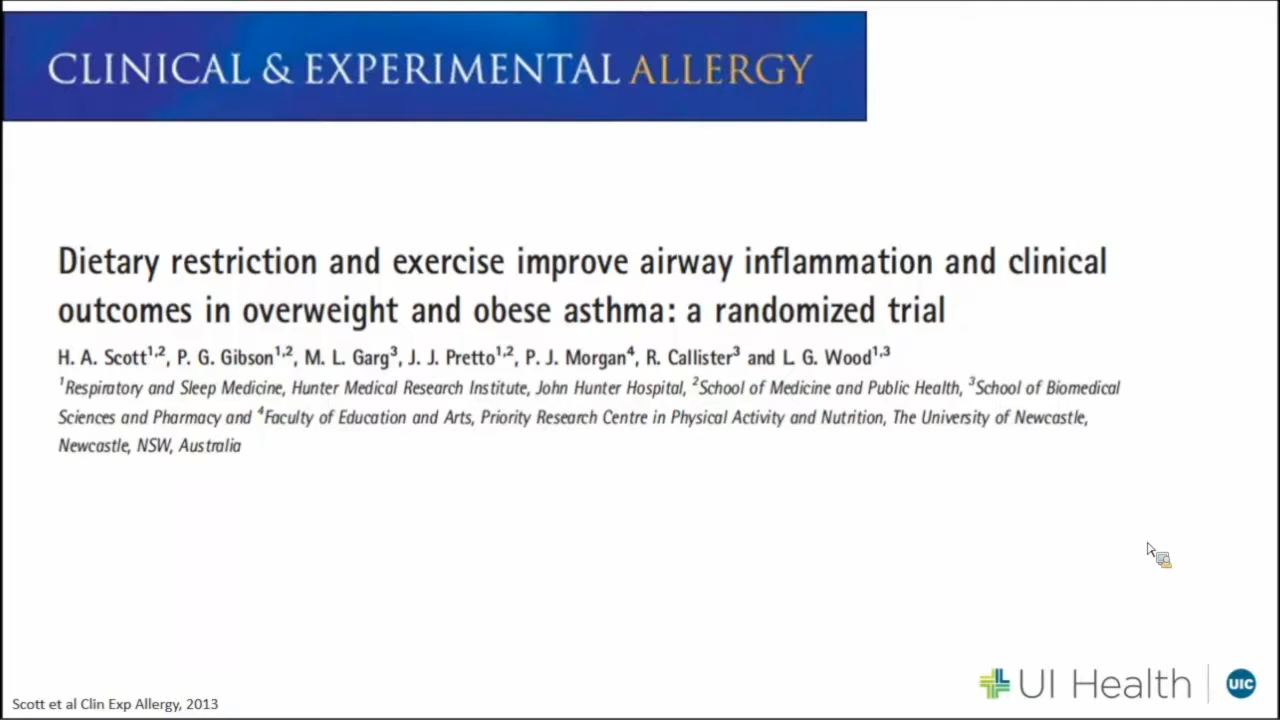 CLINICAL & EXPERIMENTAL ALLERGY
Dietary restriction and exercise improve airway inflammation and clinical
outcomes in overweight and obese asthma: a randomized trial
H. A. Scott1,2, P. G. Gibson1,2, M. L. Garg3, J. J. Pretto1,2, P. J. Morgan4, R. Callister3 and L. G. Wood1,3
1Respiratory and Sleep Medicine, Hunter Medical Research Institute, John Hunter Hospital, 2School of Medicine and Public Health, 3School of Biomedical
Sciences and Pharmacy and 4Faculty of Education and Arts, Priority Research Centre in Physical Activity and Nutrition, The University of Newcastle,
Newcastle, NSW, Australia
UI Health
UIC
Scott et al Clin Exp Allergy, 2013